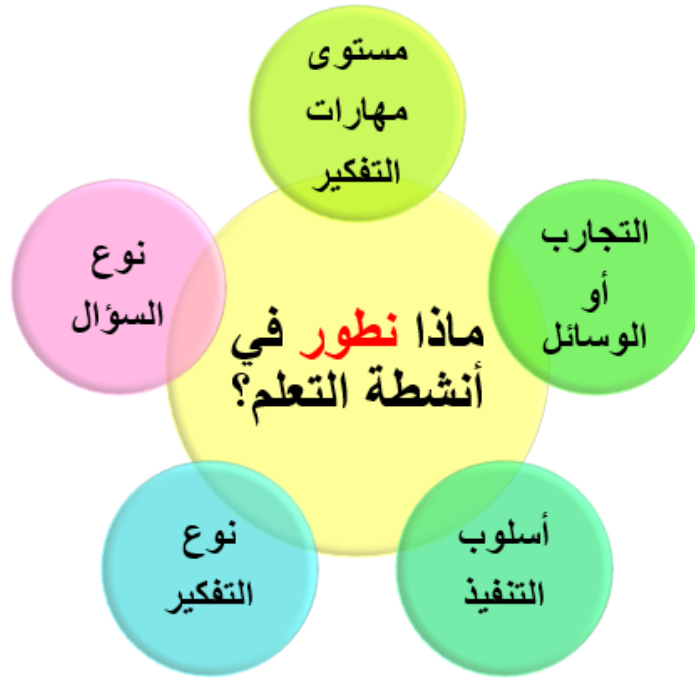 مستوى
مهارات
التفكير
التجارب
أو
الوسائل
نوع
السؤال
ماذا نطور في
أنشطة التعلم؟
أسلوب
التنفيذ
نوع
التفكير